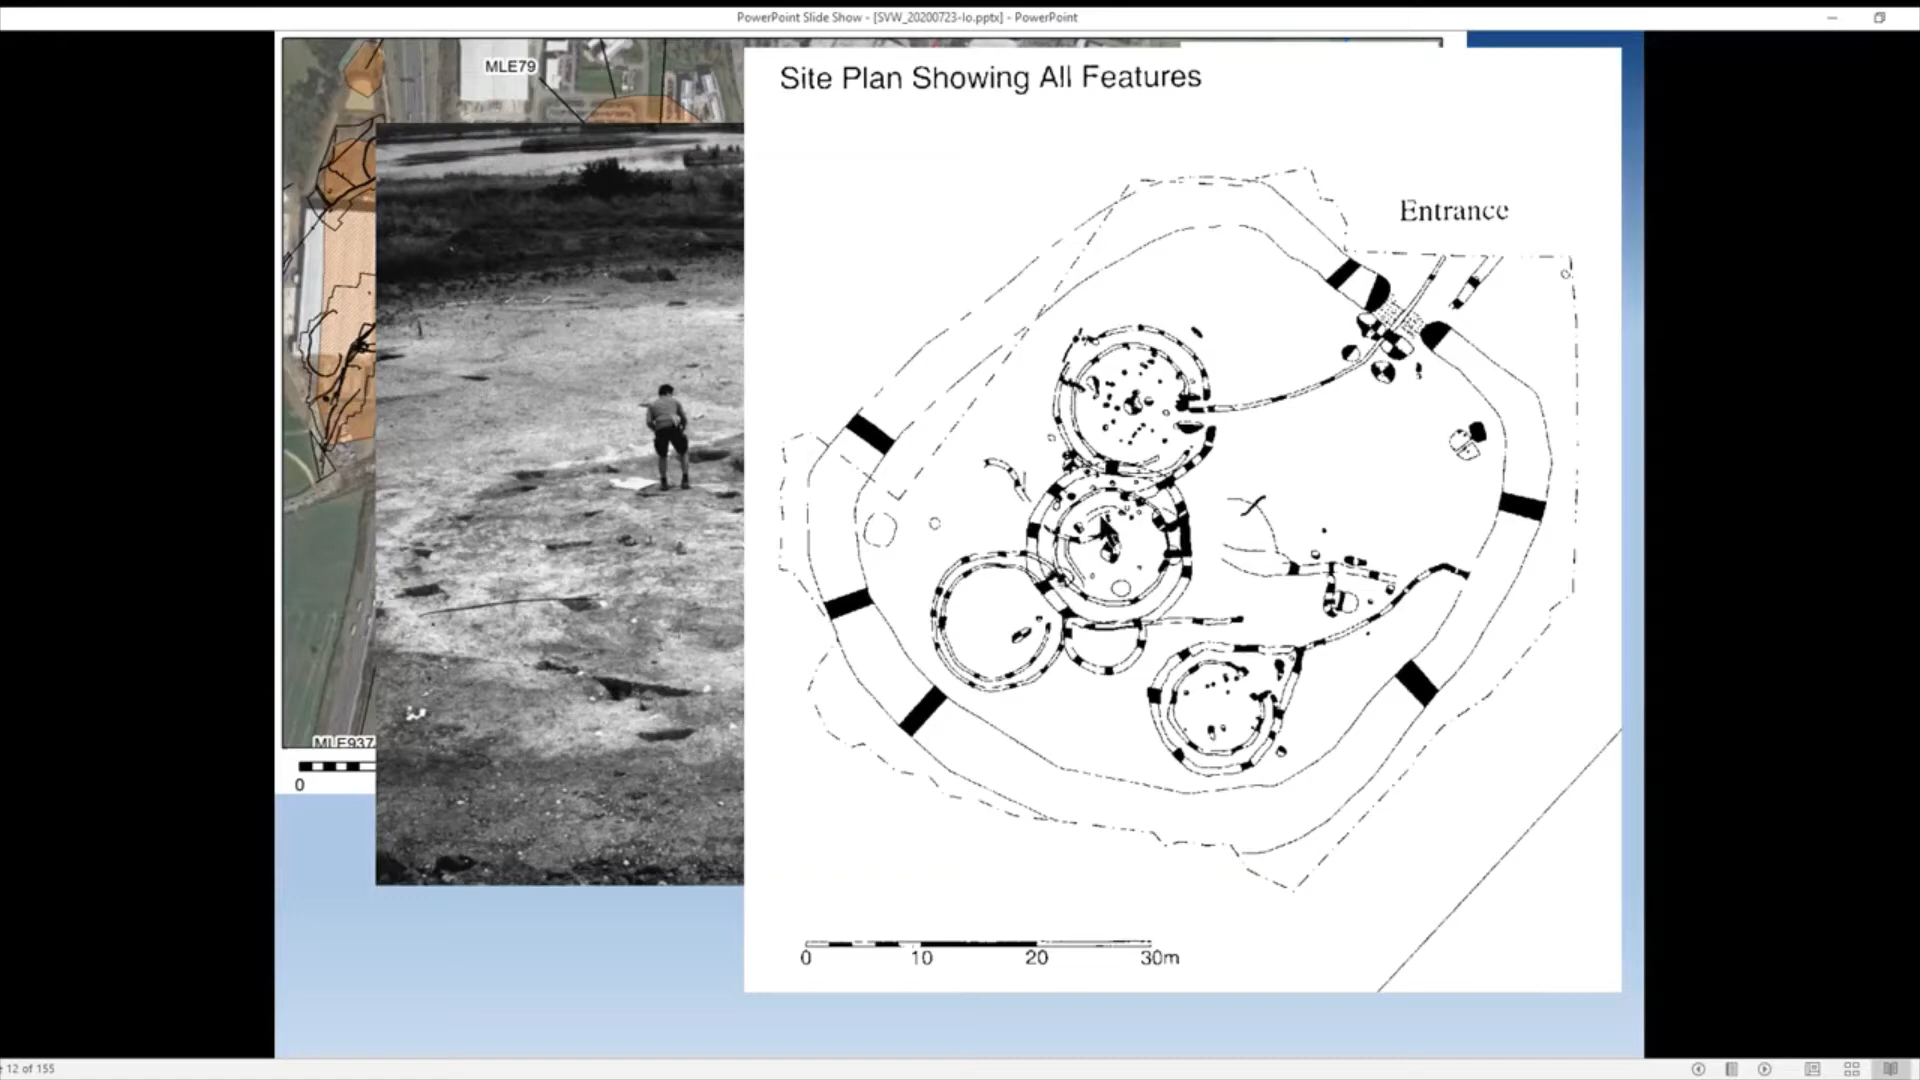 PowerPoint Slide Show - [SVW_20200723-lo.pptx] - PowerPoint
MLE79
Site Plan Showing All Features
Entrance
MLE937
0
0 10 20 30m
12 of 155